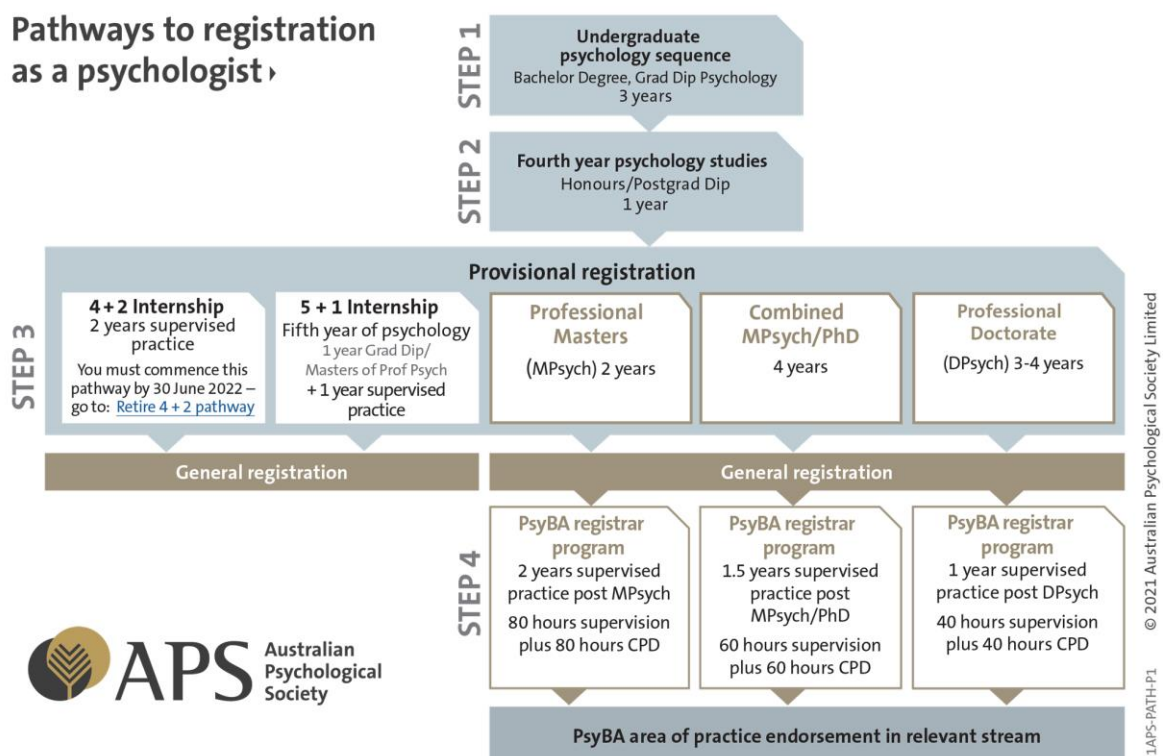 Pathways to registration
as a psychologist ›
STEP 1
Undergraduate
psychology sequence
Bachelor Degree, Grad Dip Psychology
3 years
STEP 2
Fourth year psychology studies
Honours/Postgrad Dip
1 year
STEP 3
Provisional registration
4 + 2 Internship
2 years supervised
practice
You must commence this
pathway by 30 June 2022 –
go to: Retire 4 + 2 pathway
5 + 1 Internship
Fifth year of psychology
1 year Grad Dip/
Masters of Prof Psych
+ 1 year supervised
practice
Professional
Masters
(MPsych) 2 years
Combined
MPsych/PhD
4 years
Professional
Doctorate
(DPsych) 3-4 years
General registration
General registration
STEP 4
PsyBA registrar
program
2 years supervised
practice post MPsych
80 hours supervision
plus 80 hours CPD
PsyBA registrar
program
1.5 years supervised
practice post
MPsych/PhD
60 hours supervision
plus 60 hours CPD
PsyBA registrar
program
1 year supervised
practice post DPsych
40 hours supervision
plus 40 hours CPD
PsyBA area of practice endorsement in relevant stream
APS
Australian
Psychological
Society
© 2021 Australian Psychological Society Limited
1APS-PATH-P1